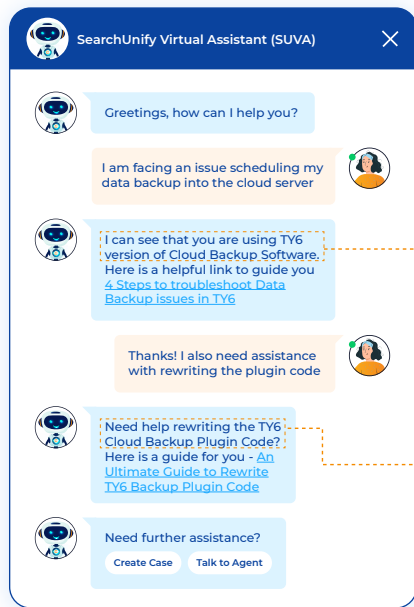 SearchUnify Virtual Assistant (SUVA)
Greetings, how can I help you?
I am facing an issue scheduling my
data backup into the cloud server
I can see that you are using TY6
version of Cloud Backup Software.
Here is a helpful link to guide you
4 Steps to troubleshoot Data
Backup issues in TY6
Thanks! I also need assistance
with rewriting the plugin code
Need help rewriting the TY6
Cloud Backup Plugin Code?
Here is a guide for you - An
Ultimate Guide to Rewrite
TY6 Backup Plugin Code
Need further assistance?
Create Case Talk to Agent